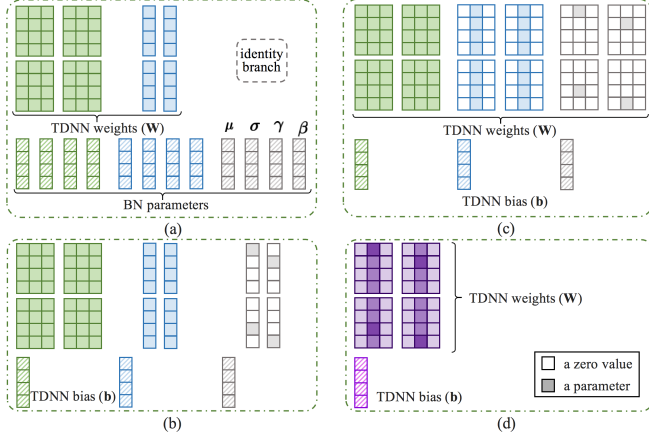 identity
branch
TDNN weights (W)
μ σ γ β
BN parameters
(a)
TDNN weights (W)
TDNN bias (b)
(c)
TDNN bias (b)
(b)
TDNN weights (W)
a zero value
a parameter
TDNN bias (b)
(d)